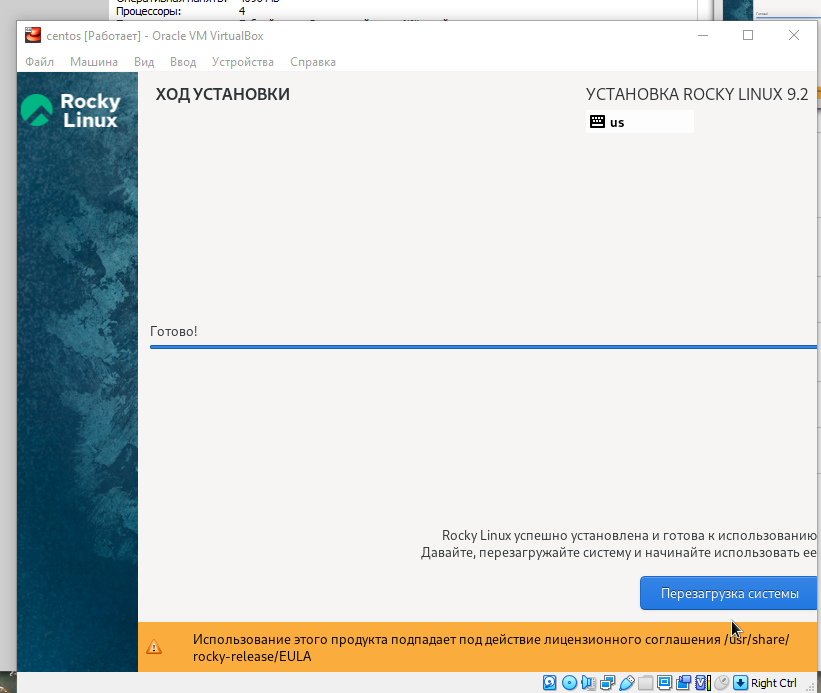 Процессоры:
4
centos [Работает] - Oracle VM VirtualBox
Файл Машина Вид Ввод Устройства Справка
Rocky
Linux
ХОД УСТАНОВКИ
УСТАНОВКА ROCKY LINUX 9.2
us
Готово!
Rocky Linux успешно установлена и готова к использованию
Давайте, перезагружайте систему и начинайте использовать ее
Перезагрузка системы
Использование этого продукта подпадает под действие лицензионного соглашения /usr/share/
rocky-release/EULA
Right Ctrl